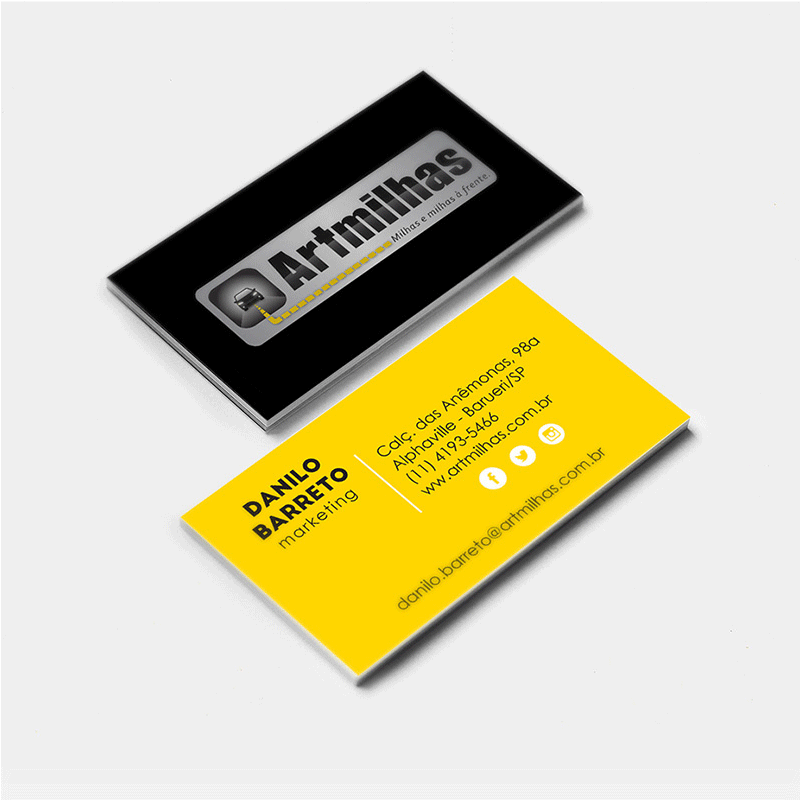 Artmilhas
Milhas e milhas à frente.
DANILO
BARRETO
marketing
Calç. das Anêmonas, 98a
Alphaville - Barueri/SP
(11) 4193-5466
ww.artmilhas.com.br
danilo.barreto@artmilhas.com.br